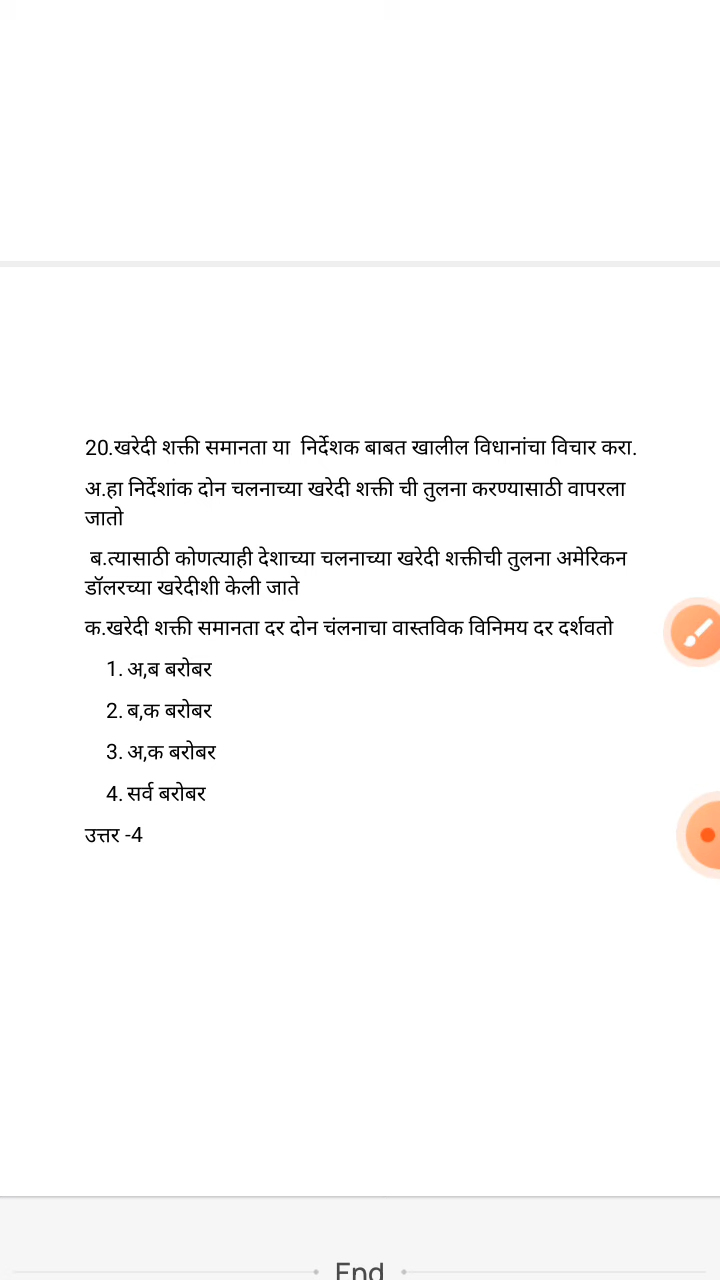 20.खरेदी शक्ती समानता या  निर्देशक बाबत खालील विधानांचा विचार करा.
अ.हा निर्देशांक दोन चलनाच्या खरेदी शक्ती ची तुलना करण्यासाठी वापरला
जातो
ब.त्यासाठी कोणत्याही देशाच्या चलनाच्या खरेदी शक्तीची तुलना अमेरिकन
डॉलरच्या खरेदीशी केली जाते
क.खरेदी शक्ती समानता दर दोन चंलनाचा वास्तविक विनिमय दर दर्शवतो
1. अ,ब बरोबर
2. ब,क बरोबर
3. अ,क बरोबर
4. सर्व बरोबर
उत्तर -4
End